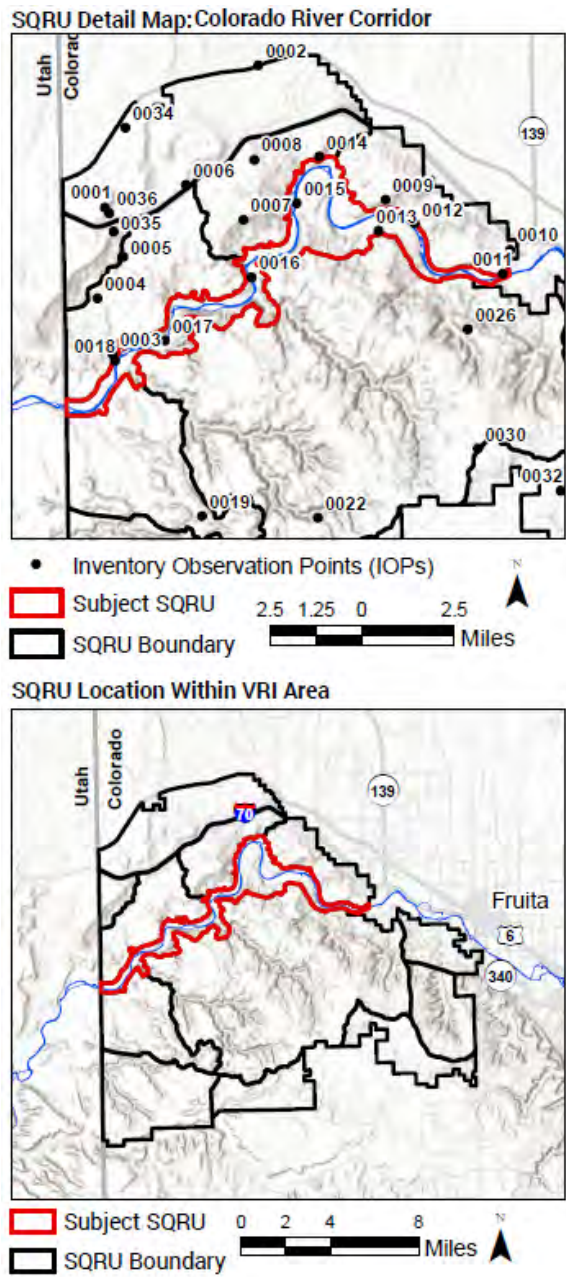 SQRU Detail Map: Colorado River Corridor
Utah
Colorado
0002
0034
139
0008
0014
0006
0001
0036
0015
0009
0007
0012
0035
0013
0005
0010
0016
0011
0004
0026
0003
0017
0018
0030
0032
0019
0022
Inventory Observation Points (IOPs)
N
Subject SQRU
SQRU Boundary
2.5 1.25 0 2.5
Miles
SQRU Location Within VRI Area
Utah
Colorado
139
70
Fruita
6
340
Subject SQRU
SQRU Boundary
0 2 4 8
Miles
N